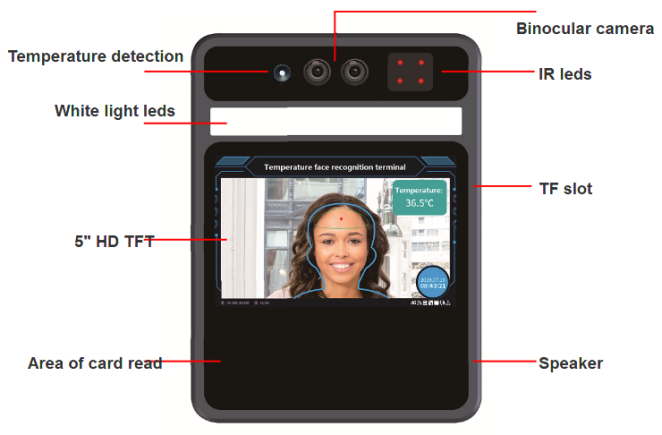 Binocular camera
Temperature detection
IR leds
White light leds
Temperature face recognition terminal
Temperature:
36.5°C
TF slot
5" HD TFT
Area of card read
Speaker